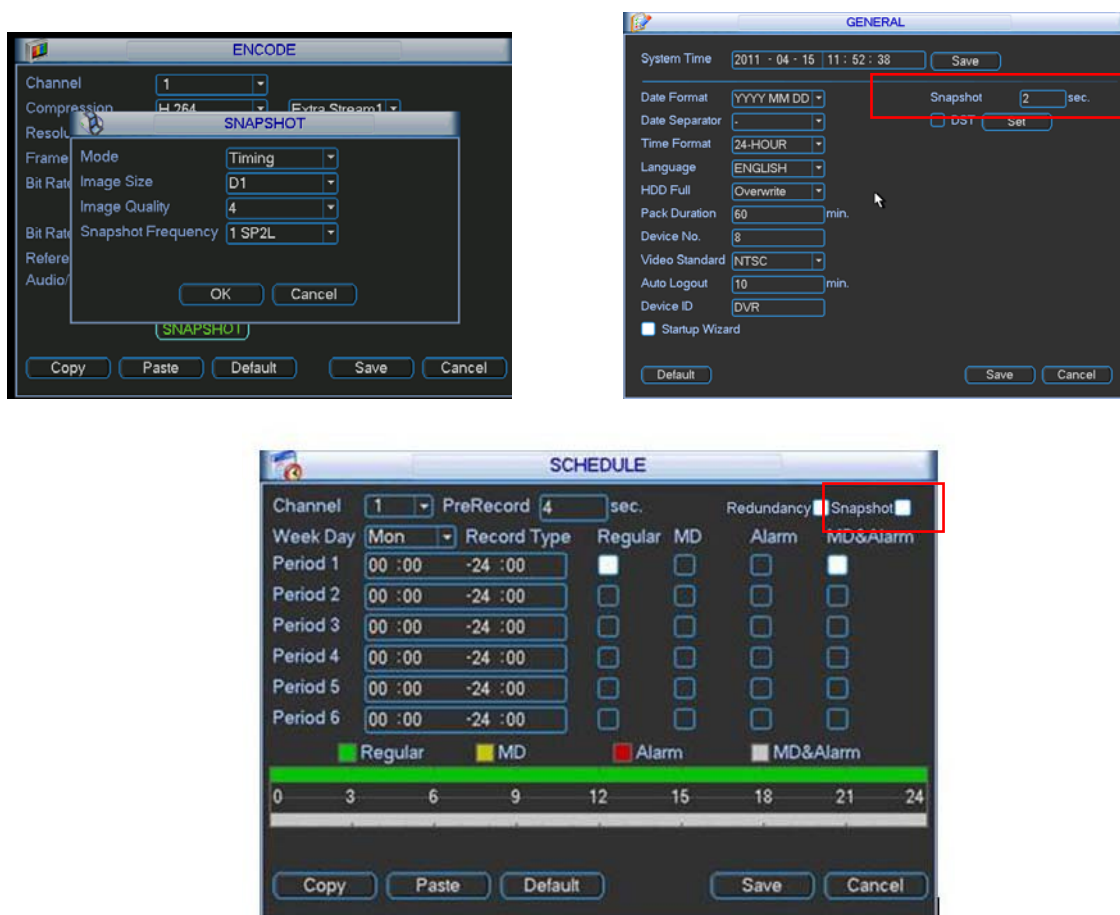 ENCODE
Channel 1
Compression H.264 Extra Stream1
SNAPSHOT
Resolu
Frame Mode Timing
Bit Rate Image Size D1
Image Quality 4
Bit Rate Snapshot Frequency 1 SP2L
Refere
Audio/
OK Cancel
SNAPSHOT
Copy Paste Default Save Cancel
GENERAL
System Time 2011 - 04 - 15 11 : 52 : 38 Save
Date Format YYYY MM DD Snapshot 2 sec.
Date Separator - DST Set
Time Format 24-HOUR
Language ENGLISH
HDD Full Overwrite
Pack Duration 60 min.
Device No. 8
Video Standard NTSC
Auto Logout 10 min.
Device ID DVR
Startup Wizard
Default Save Cancel
SCHEDULE
Channel 1 PreRecord 4 sec. Redundancy Snapshot
Week Day Mon Record Type Regular MD Alarm MD&Alarm
Period 1 00 :00 -24 :00
Period 2 00 :00 -24 :00
Period 3 00 :00 -24 :00
Period 4 00 :00 -24 :00
Period 5 00 :00 -24 :00
Period 6 00 :00 -24 :00
Regular MD Alarm MD&Alarm
0 3 6 9 12 15 18 21 24
Copy Paste Default Save Cancel